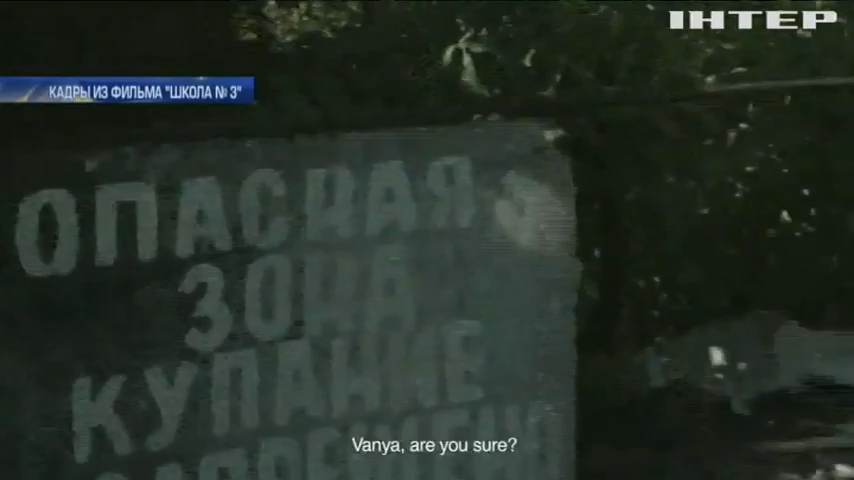 ІНТЕР
КАДРЫ ИЗ ФИЛЬМА "ШКОЛА № 3"
ОПАСНАЯ
ЗОНА
КУПАНИЕ
Vanya, are you sure?